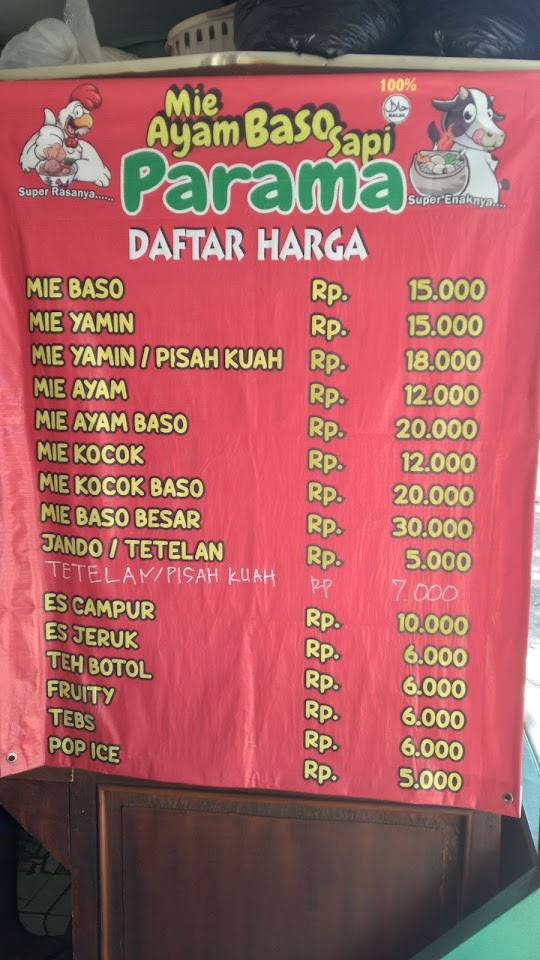 100%
Mie
Ayam Baso Sapi
حلال
HALAL
Parama
Super Rasanya......
Super Enaknya....
DAFTAR HARGA
MIE BASO Rp. 15.000
MIE YAMIN Rp. 15.000
MIE YAMIN / PISAH KUAH Rp. 18.000
MIE AYAM Rp. 12.000
MIE AYAM BASO Rp. 20.000
MIE KOCOK Rp. 12.000
MIE KOCOK BASO Rp. 20.000
MIE BASO BESAR Rp. 30.000
JANDO / TETELAN Rp. 5.000
TETELAN/PISAH KUAH RP 7.000
ES CAMPUR Rp. 10.000
ES JERUK Rp. 6.000
TEH BOTOL Rp. 6.000
FRUITY Rp. 6.000
TEBS Rp. 6.000
POP ICE Rp. 5.000